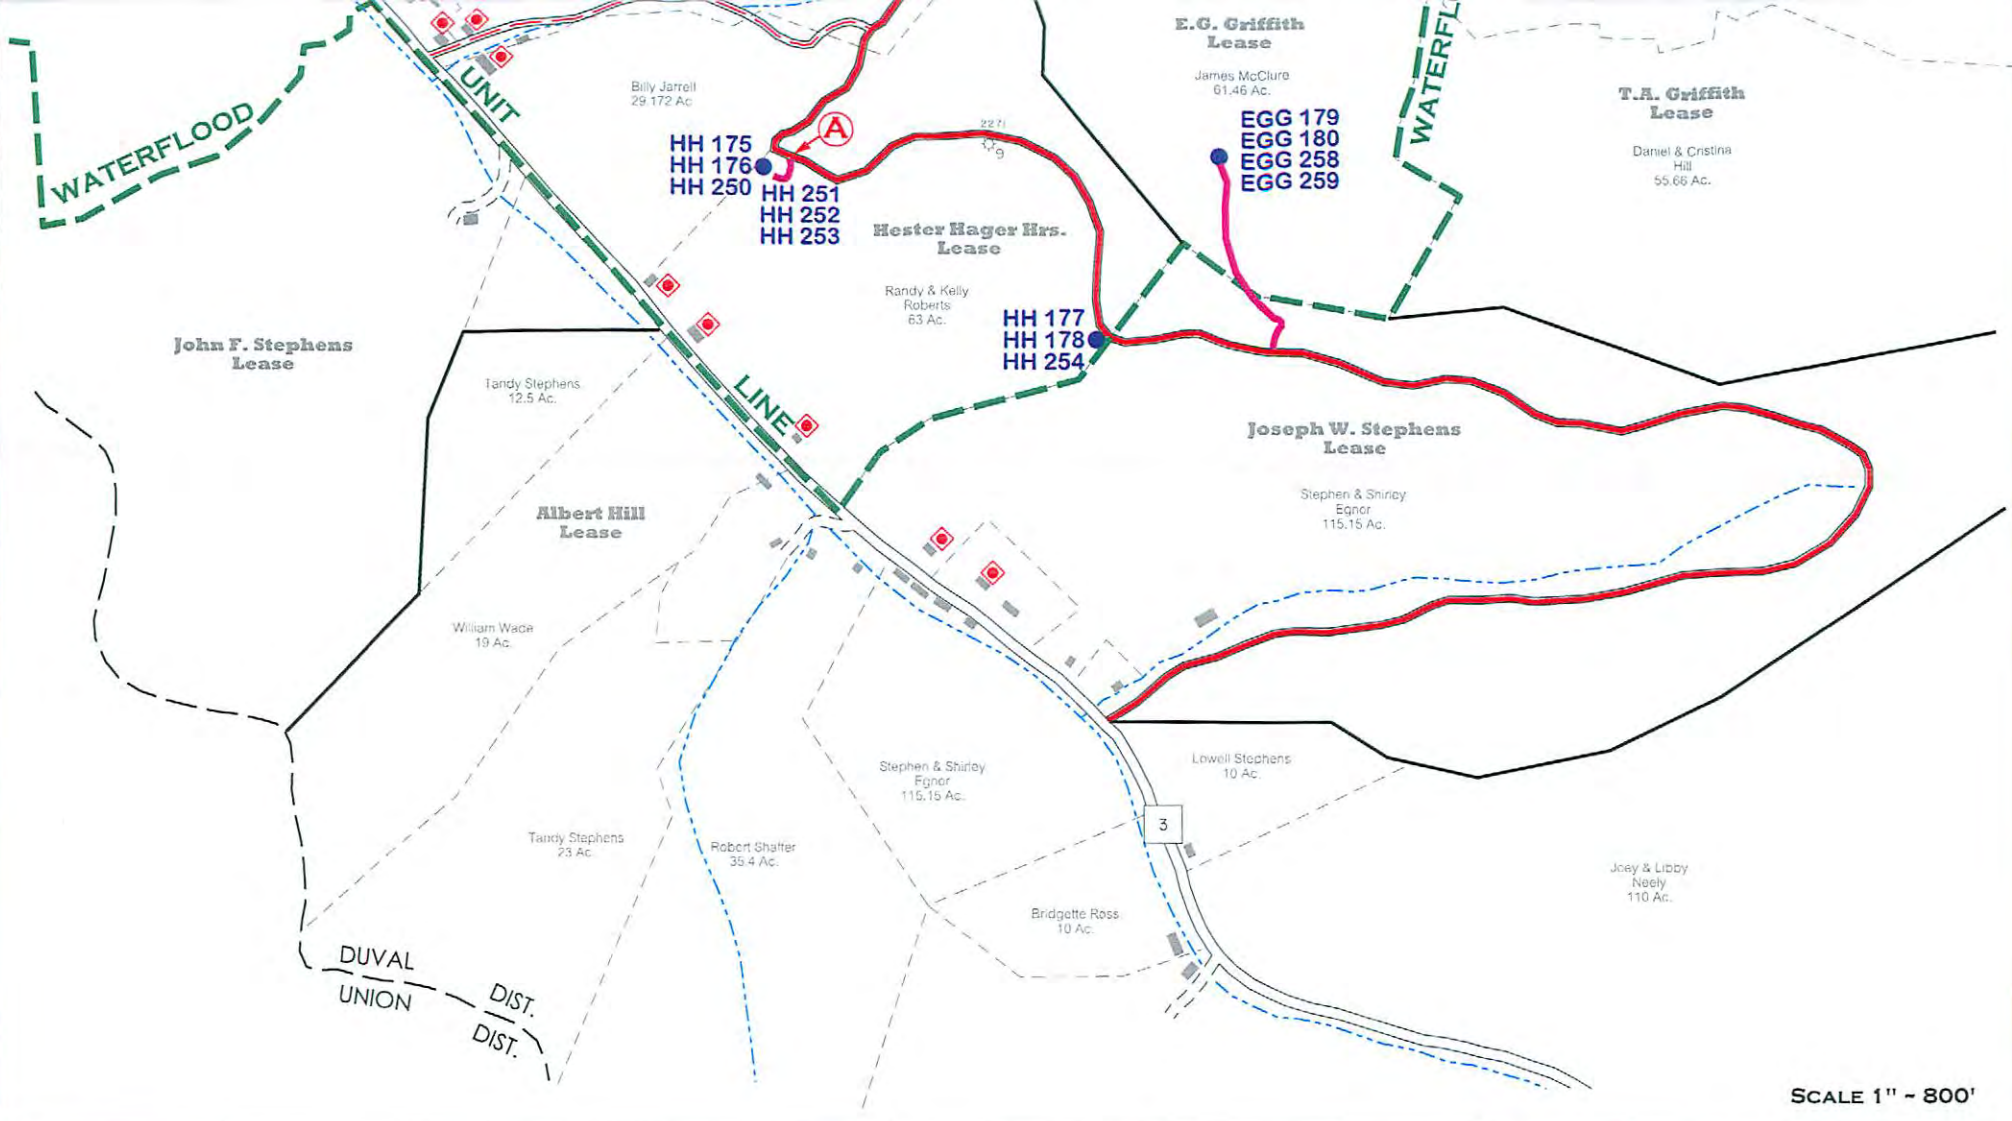 E.G. Griffith
Lease
James McClure
61.46 Ac.
WATERFL
T.A. Griffith
Lease
Daniel & Cristina
Hill
55.66 Ac.
UNIT
WATERFLOOD
Billy Jarrell
29.172 Ac
A
HH 175
HH 176
HH 250
HH 251
HH 252
HH 253
9
EGG 179
EGG 180
EGG 258
EGG 259
Hester Hager Hrs.
Lease
Randy & Kelly
Roberts
63 Ac.
HH 177
HH 178
HH 254
John F. Stephens
Lease
Tandy Stephens
12.5 Ac.
LINE
Joseph W. Stephens
Lease
Stephen & Shirley
Egnor
115.15 Ac.
Albert Hill
Lease
William Wade
19 Ac.
Stephen & Shirley
Egnor
115.15 Ac.
Lowell Stephens
10 Ac.
3
Tandy Stephens
23 Ac.
Robert Shaffer
35.4 Ac.
Joey & Libby
Neely
110 Ac.
Bridgette Ross
10 Ac.
DUVAL
UNION
DIST.
DIST.
SCALE 1" ~ 800'